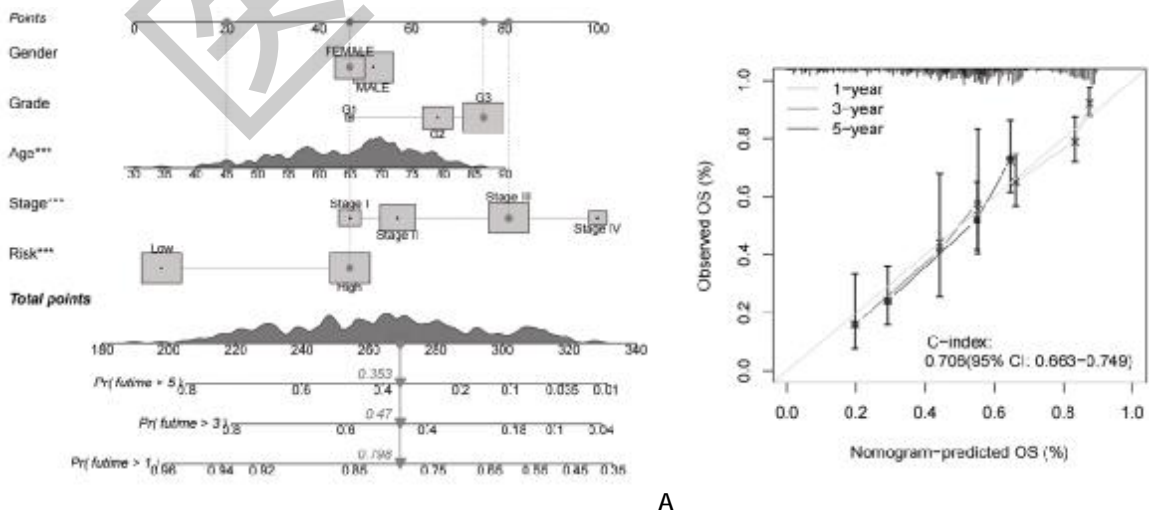 Points
0 20 40 60 80 100
Gender
FEMALE
MALE
Grade
G1
G2
G3
Age***
30 35 40 45 50 55 60 65 70 75 80 85 90
Stage***
Stage I
Stage II
Stage III
Stage IV
Risk***
Low
High
Total points
180 200 220 240 260 280 300 320 340
0.353
Pr( futime > 5) 0.8 0.6 0.4 0.2 0.1 0.035 0.01
0.47
Pr( futime > 3) 0.8 0.6 0.4 0.18 0.1 0.04
0.798
Pr( futime > 1) 0.96 0.94 0.92 0.85 0.75 0.65 0.55 0.45 0.35
1-year
3-year
5-year
Observed OS (%)
0.0 0.2 0.4 0.6 0.8 1.0
C-index:
0.706(95% CI: 0.663-0.749)
0.0 0.2 0.4 0.6 0.8 1.0
Nomogram-predicted OS (%)
A